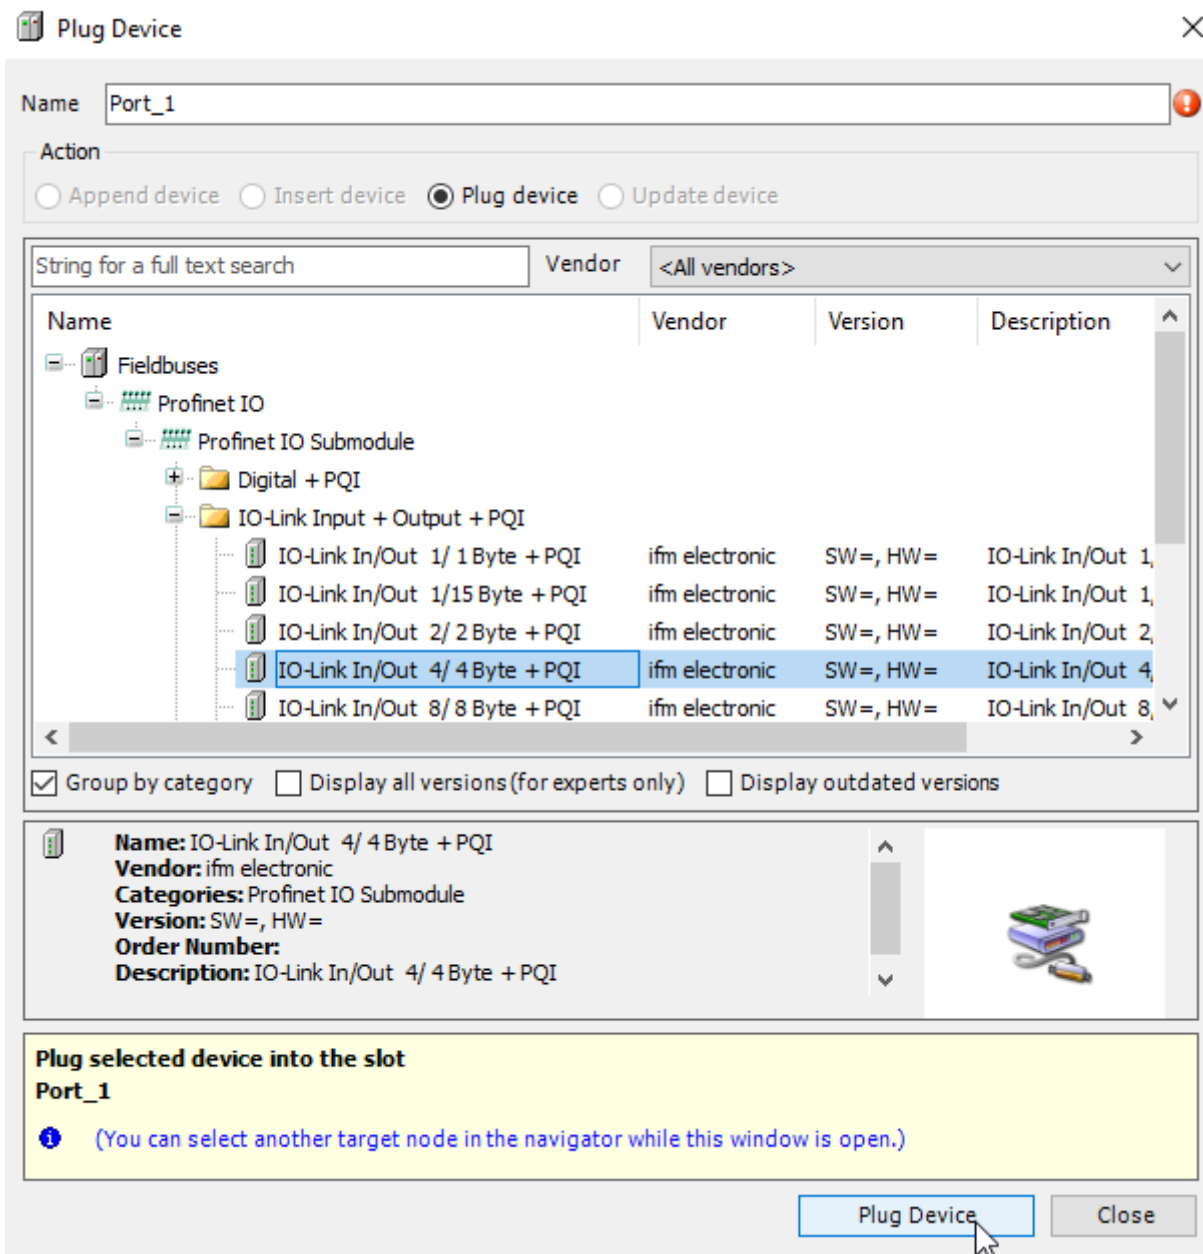 Plug Device
Name Port_1
Action
Append device Insert device Plug device Update device
String for a full text search Vendor <All vendors>
Name Vendor Version Description
Fieldbuses
Profinet IO
Profinet IO Submodule
Digital + PQI
IO-Link Input + Output + PQI
IO-Link In/Out 1/ 1 Byte + PQI ifm electronic SW=, HW= IO-Link In/Out 1,
IO-Link In/Out 1/15 Byte + PQI ifm electronic SW=, HW= IO-Link In/Out 1,
IO-Link In/Out 2/ 2 Byte + PQI ifm electronic SW=, HW= IO-Link In/Out 2,
IO-Link In/Out 4/ 4 Byte + PQI ifm electronic SW=, HW= IO-Link In/Out 4,
IO-Link In/Out 8/ 8 Byte + PQI ifm electronic SW=, HW= IO-Link In/Out 8,
Group by category Display all versions (for experts only) Display outdated versions
Name: IO-Link In/Out 4/ 4 Byte + PQI
Vendor: ifm electronic
Categories: Profinet IO Submodule
Version: SW=, HW=
Order Number:
Description: IO-Link In/Out 4/ 4 Byte + PQI
Plug selected device into the slot
Port_1
(You can select another target node in the navigator while this window is open.)
Plug Device Close